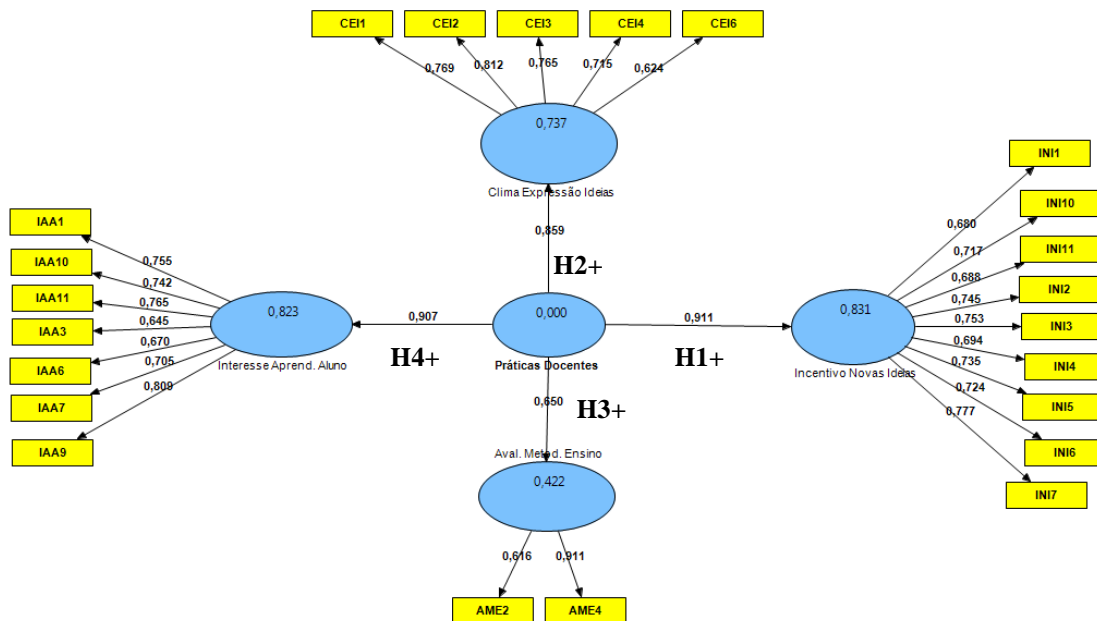 CEI1
CEI2
CEI3
CEI4
CEI6
0,769
0,812
0,765
0,715
0,624
0,737
Clima Expressão Ideias
0,859
H2+
IAA1
IAA10
IAA11
IAA3
IAA6
IAA7
IAA9
0,755
0,742
0,765
0,645
0,670
0,705
0,809
0,823
Interesse Aprend. Aluno
0,907
H4+
0,000
Práticas Docentes
0,911
H1+
0,831
Incentivo Novas Ideias
0,680
0,717
0,688
0,745
0,753
0,694
0,735
0,724
0,777
INI1
INI10
INI11
INI2
INI3
INI4
INI5
INI6
INI7
0,650
H3+
Aval. Metod. Ensino
0,422
0,616
0,911
AME2
AME4